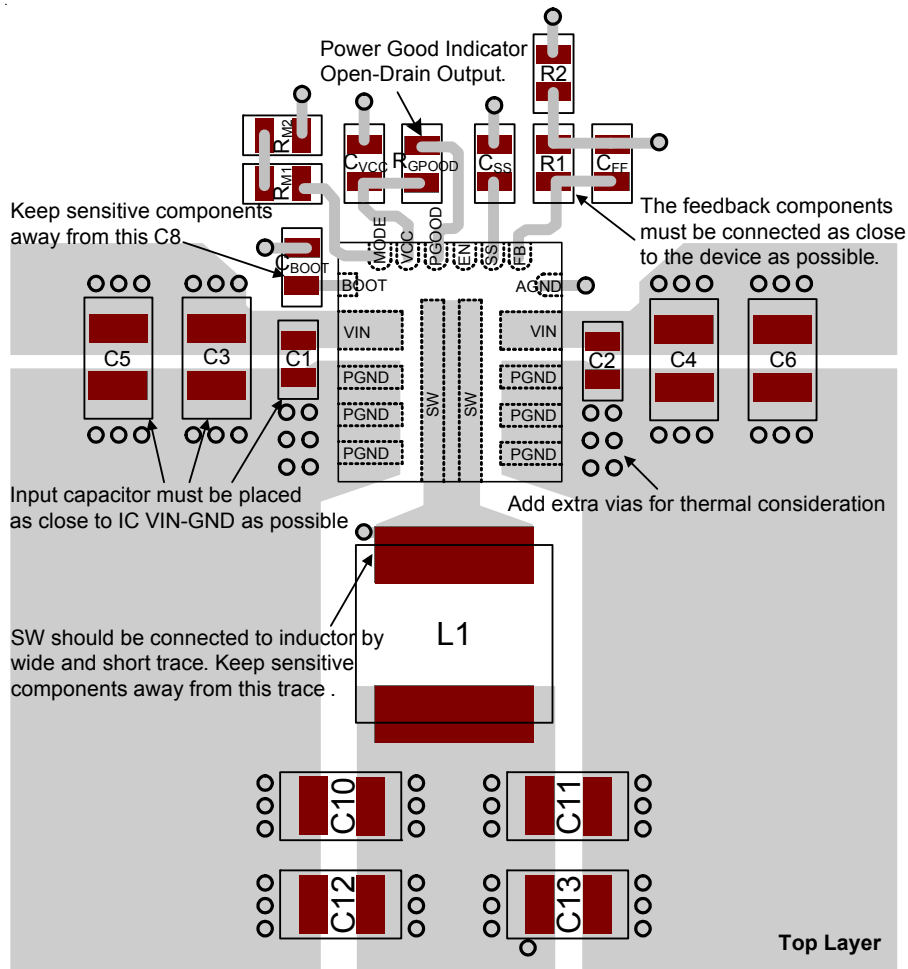 Power Good Indicator
Open-Drain Output.
R2
RM2
RM1
CVCC
RGPOOD
CSS
R1
CFF
Keep sensitive components
away from this C8
The feedback components
must be connected as close
to the device as possible.
CBOOT
MODE
VCC
PGOOD
EN
SS
FB
BOOT
AGND
C5
C3
C1
VIN
VIN
C2
C4
C6
PGND
PGND
SW
SW
PGND
PGND
PGND
PGND
Input capacitor must be placed
as close to IC VIN-GND as possible
Add extra vias for thermal consideration
L1
SW should be connected to inductor by
wide and short trace. Keep sensitive
components away from this trace .
C10
C11
C12
C13
Top Layer